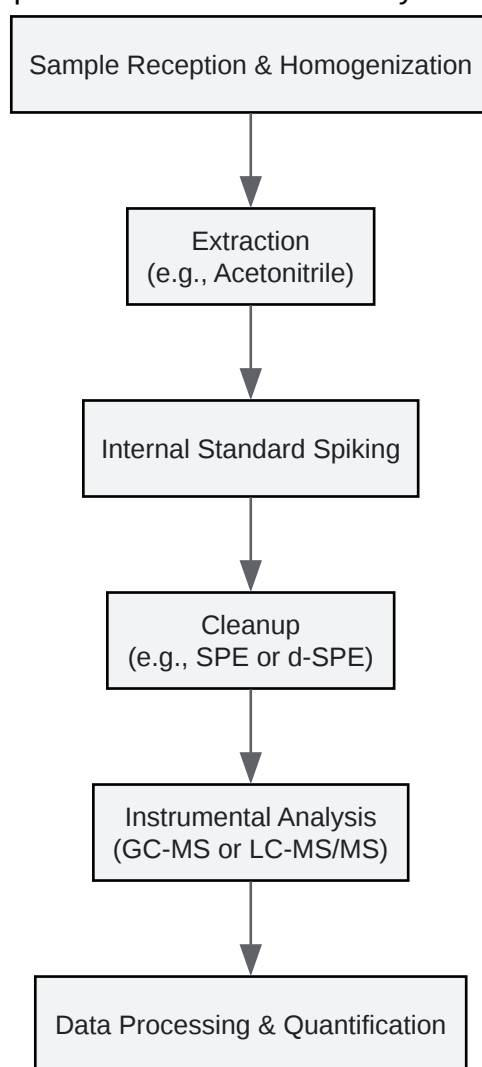 Sample Reception & Homogenization
Extraction
(e.g., Acetonitrile)
Internal Standard Spiking
Cleanup
(e.g., SPE or d-SPE)
Instrumental Analysis
(GC-MS or LC-MS/MS)
Data Processing & Quantification